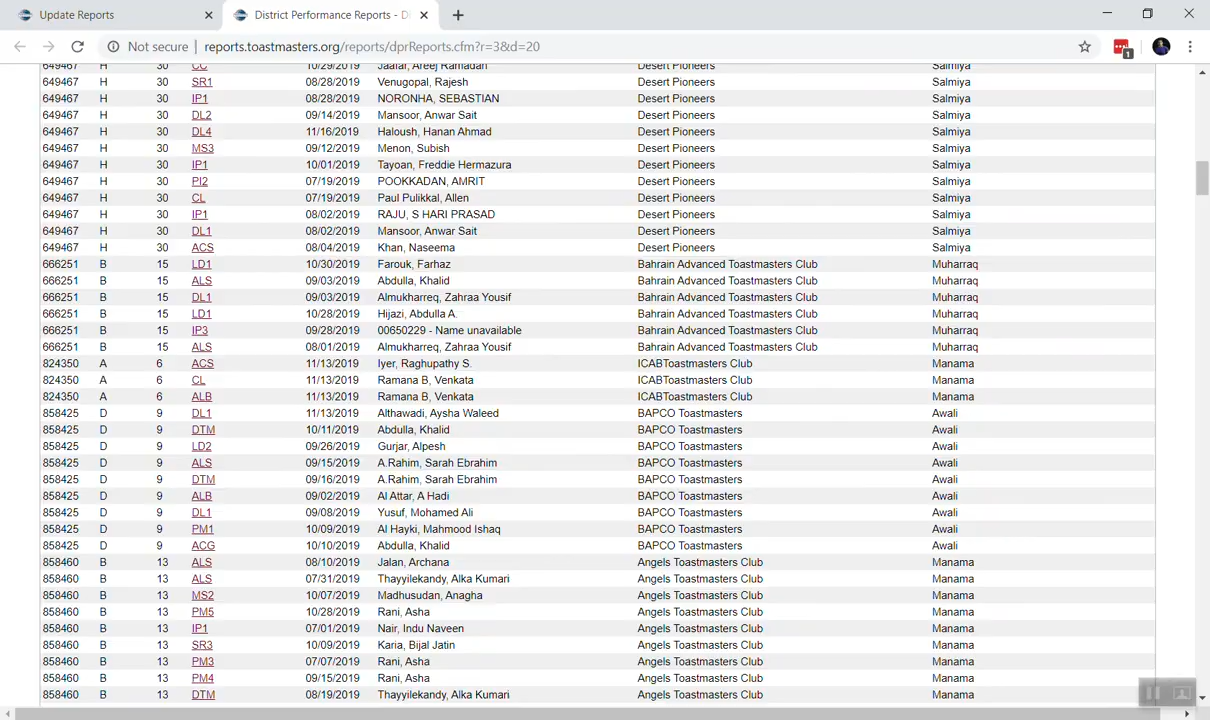 Update Reports
District Performance Reports - Di
Not secure | reports.toastmasters.org/reports/dprReports.cfm?r=3&d=20
1
649467 H 30 CC 10/29/2019 Jaafar, Areej Ramadan Desert Pioneers Salmiya
649467 H 30 SR1 08/28/2019 Venugopal, Rajesh Desert Pioneers Salmiya
649467 H 30 IP1 08/28/2019 NORONHA, SEBASTIAN Desert Pioneers Salmiya
649467 H 30 DL2 09/14/2019 Mansoor, Anwar Sait Desert Pioneers Salmiya
649467 H 30 DL4 11/16/2019 Haloush, Hanan Ahmad Desert Pioneers Salmiya
649467 H 30 MS3 09/12/2019 Menon, Subish Desert Pioneers Salmiya
649467 H 30 IP1 10/01/2019 Tayoan, Freddie Hermazura Desert Pioneers Salmiya
649467 H 30 PI2 07/19/2019 POOKKADAN, AMRIT Desert Pioneers Salmiya
649467 H 30 CL 07/19/2019 Paul Pulikkal, Allen Desert Pioneers Salmiya
649467 H 30 IP1 08/02/2019 RAJU, S HARI PRASAD Desert Pioneers Salmiya
649467 H 30 DL1 08/02/2019 Mansoor, Anwar Sait Desert Pioneers Salmiya
649467 H 30 ACS 08/04/2019 Khan, Naseema Desert Pioneers Salmiya
666251 B 15 LD1 10/30/2019 Farouk, Farhaz Bahrain Advanced Toastmasters Club Muharraq
666251 B 15 ALS 09/03/2019 Abdulla, Khalid Bahrain Advanced Toastmasters Club Muharraq
666251 B 15 DL1 09/03/2019 Almukharreq, Zahraa Yousif Bahrain Advanced Toastmasters Club Muharraq
666251 B 15 LD1 10/28/2019 Hijazi, Abdulla A. Bahrain Advanced Toastmasters Club Muharraq
666251 B 15 IP3 09/28/2019 00650229 - Name unavailable Bahrain Advanced Toastmasters Club Muharraq
666251 B 15 ALS 08/01/2019 Almukharreq, Zahraa Yousif Bahrain Advanced Toastmasters Club Muharraq
824350 A 6 ACS 11/13/2019 Iyer, Raghupathy S. ICABToastmasters Club Manama
824350 A 6 CL 11/13/2019 Ramana B, Venkata ICABToastmasters Club Manama
824350 A 6 ALB 11/13/2019 Ramana B, Venkata ICABToastmasters Club Manama
858425 D 9 DL1 11/13/2019 Althawadi, Aysha Waleed BAPCO Toastmasters Awali
858425 D 9 DTM 10/11/2019 Abdulla, Khalid BAPCO Toastmasters Awali
858425 D 9 LD2 09/26/2019 Gurjar, Alpesh BAPCO Toastmasters Awali
858425 D 9 ALS 09/15/2019 A.Rahim, Sarah Ebrahim BAPCO Toastmasters Awali
858425 D 9 DTM 09/16/2019 A.Rahim, Sarah Ebrahim BAPCO Toastmasters Awali
858425 D 9 ALB 09/02/2019 Al Attar, A Hadi BAPCO Toastmasters Awali
858425 D 9 DL1 09/08/2019 Yusuf, Mohamed Ali BAPCO Toastmasters Awali
858425 D 9 PM1 10/09/2019 Al Hayki, Mahmood Ishaq BAPCO Toastmasters Awali
858425 D 9 ACG 10/10/2019 Abdulla, Khalid BAPCO Toastmasters Awali
858460 B 13 ALS 08/10/2019 Jalan, Archana Angels Toastmasters Club Manama
858460 B 13 ALS 07/31/2019 Thayyilekandy, Alka Kumari Angels Toastmasters Club Manama
858460 B 13 MS2 10/07/2019 Madhusudan, Anagha Angels Toastmasters Club Manama
858460 B 13 PM5 10/28/2019 Rani, Asha Angels Toastmasters Club Manama
858460 B 13 IP1 07/01/2019 Nair, Indu Naveen Angels Toastmasters Club Manama
858460 B 13 SR3 10/09/2019 Karia, Bijal Jatin Angels Toastmasters Club Manama
858460 B 13 PM3 07/07/2019 Rani, Asha Angels Toastmasters Club Manama
858460 B 13 PM4 09/15/2019 Rani, Asha Angels Toastmasters Club Manama
858460 B 13 DTM 08/19/2019 Thayyilekandy, Alka Kumari Angels Toastmasters Club Manama